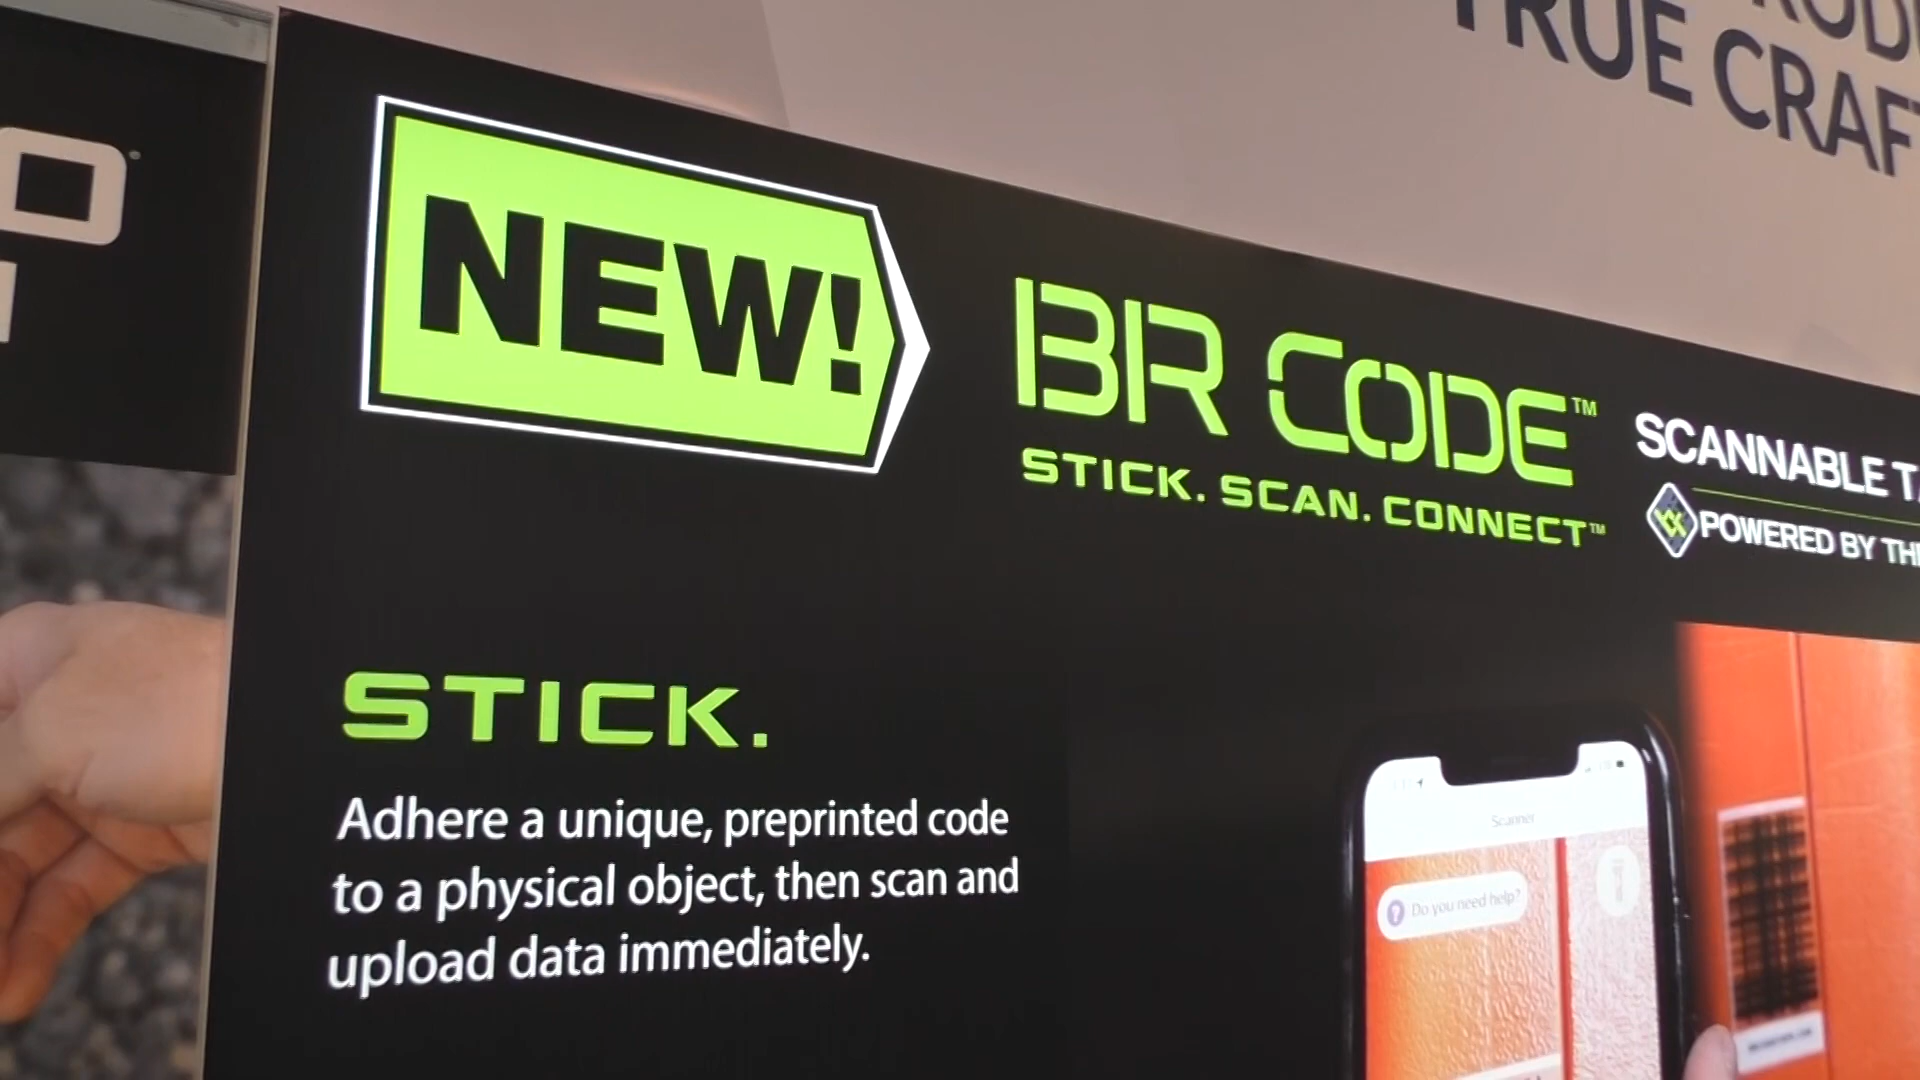 TRUE CRAF
NEW!
BR CODE™
STICK. SCAN. CONNECT™
SCANNABLE T
POWERED BY TH
STICK.
Adhere a unique, preprinted code
to a physical object, then scan and
upload data immediately.
Scanner
Do you need help?